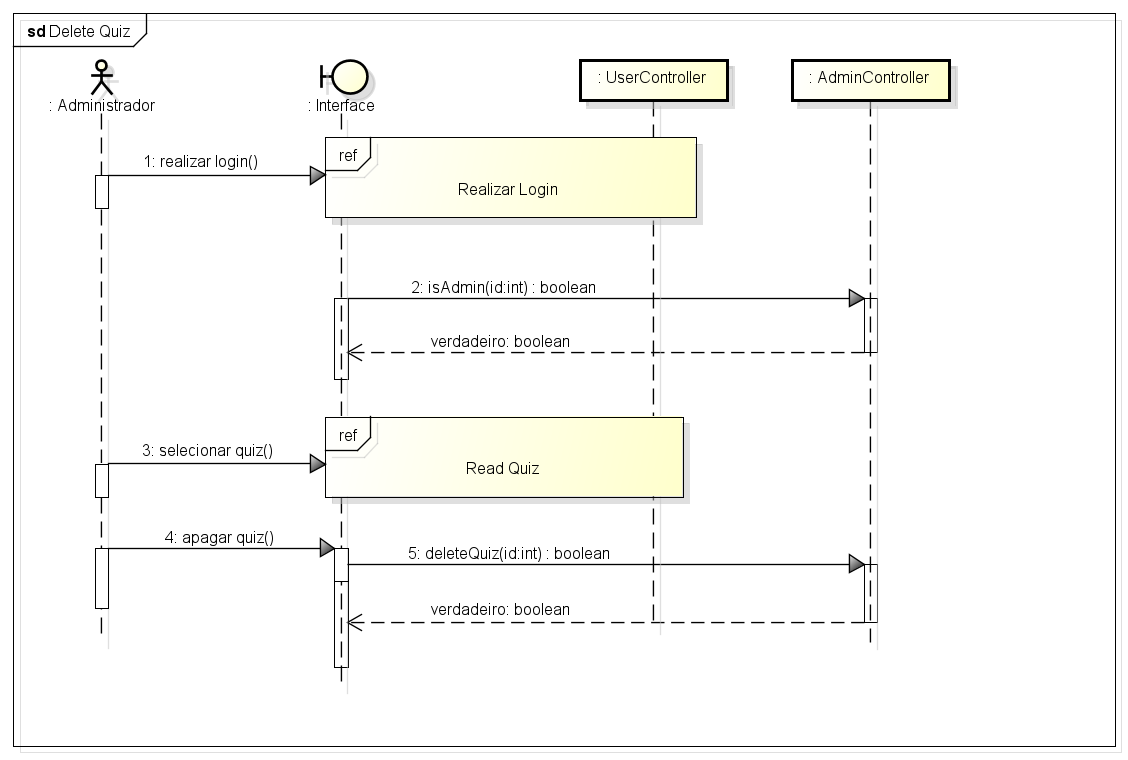 sd Delete Quiz
: Administrador
: Interface
: UserController
: AdminController
ref
1: realizar login()
Realizar Login
2: isAdmin(id:int) : boolean
verdadeiro: boolean
ref
3: selecionar quiz()
Read Quiz
4: apagar quiz()
5: deleteQuiz(id:int) : boolean
verdadeiro: boolean